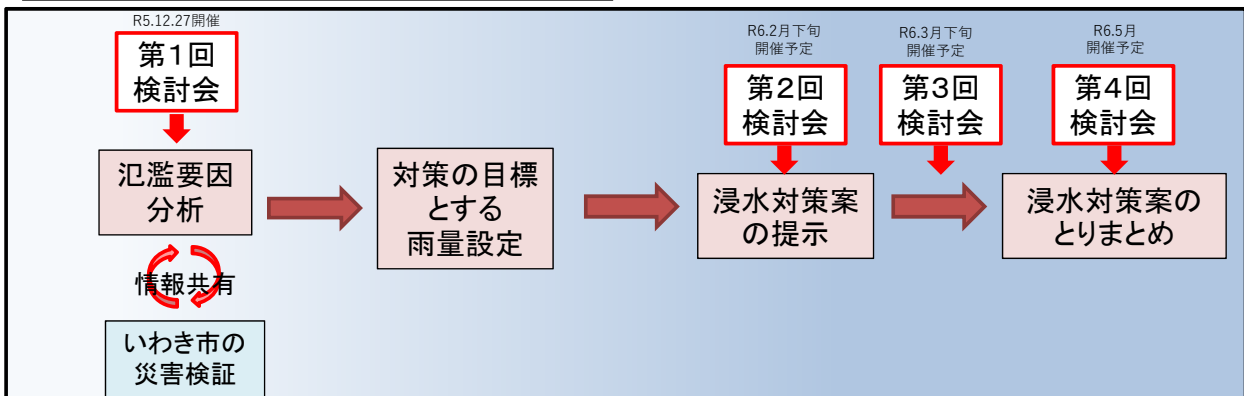 R5.12.27開催
第1回
検討会
氾濫要因
分析
情報共有
いわき市の
災害検証
対策の目標
とする
雨量設定
R6.2月下旬
開催予定
第2回
検討会
浸水対策案
の提示
R6.3月下旬
開催予定
第3回
検討会
R6.5月
開催予定
第4回
検討会
浸水対策案の
とりまとめ